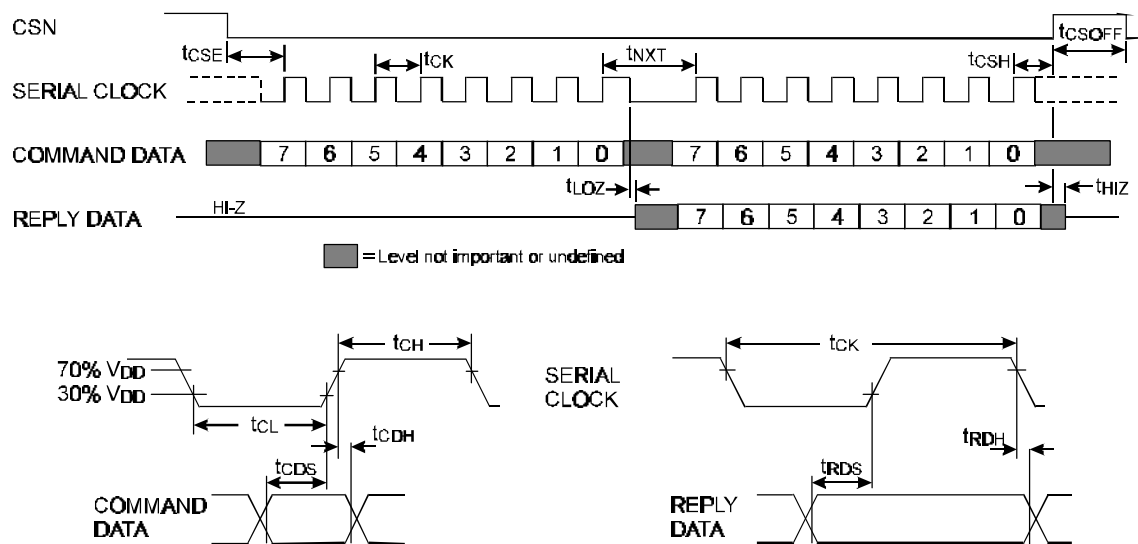 CSN
tCSOFF
tCSE
tCK
tNXT
tCSH
SERIAL CLOCK
COMMAND DATA
7 6 5 4 3 2 1 0
7 6 5 4 3 2 1 0
tLOZ
tHIZ
REPLY DATA
HI-Z
7 6 5 4 3 2 1 0
= Level not important or undefined
tCH
70% VDD
30% VDD
tCL
tCDH
tCDS
COMMAND
DATA
SERIAL
CLOCK
tCK
tRDH
tRDS
REPLY
DATA